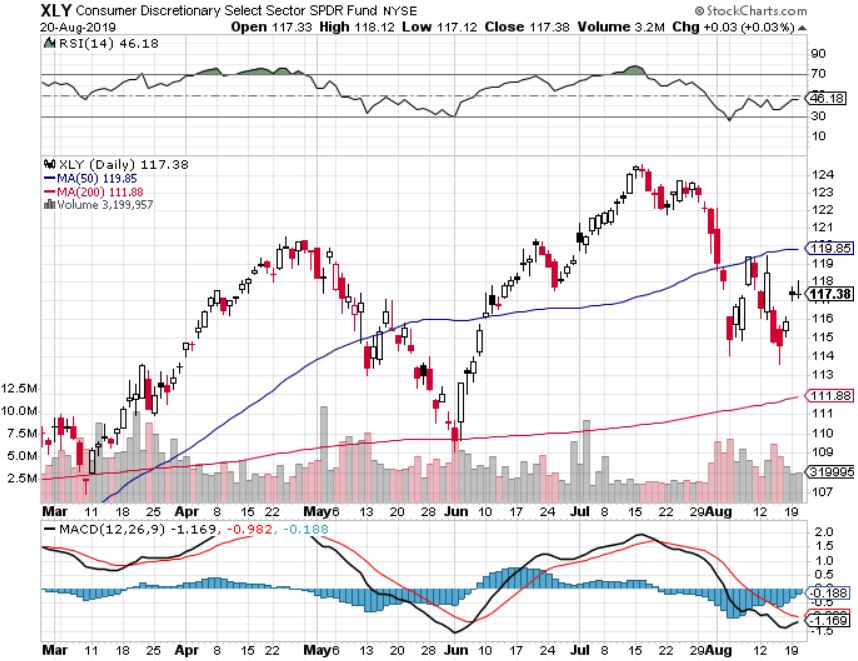 XLY Consumer Discretionary Select Sector SPDR Fund NYSE © StockCharts.com
20-Aug-2019 Open 117.33 High 118.12 Low 117.12 Close 117.38 Volume 3.2M Chg +0.03 (+0.03%)
RSI(14) 46.18
90
70
46.18
30
10
XLY (Daily) 117.38
MA(50) 119.85
MA(200) 111.88
Volume 3,199,957
124
123
122
121
119.85
119
118
117.38
116
115
114
113
12.5M
111.88
10.0M
111
7.5M
110
5.0M
109
2.5M
319995
107
Mar 11 18 25 Apr 8 15 22 May 6 13 20 28 Jun 10 17 24 Jul 8 15 22 29 Aug 12 19
MACD(12,26,9) -1.169, -0.982, -0.188
2.0
1.5
1.0
0.5
-0.188
-0.5
-1.169
-1.5
Mar 11 18 25 Apr 8 15 22 May 6 13 20 28 Jun 10 17 24 Jul 8 15 22 29 Aug 12 19